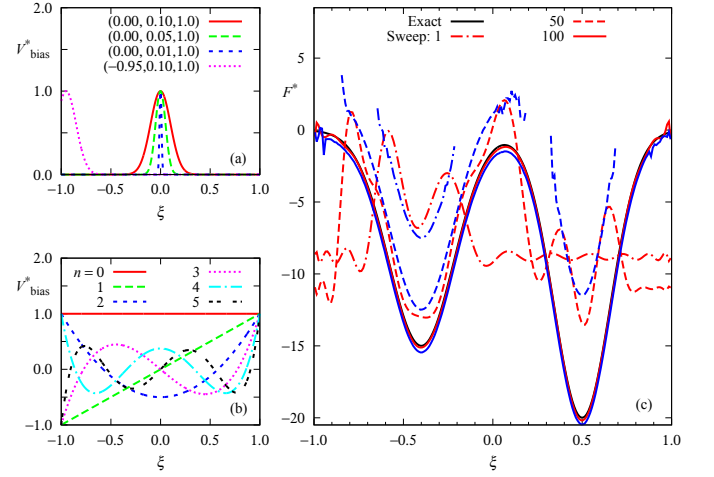 2.0
V*bias
1.0
0.0
(0.00, 0.10,1.0)
(0.00, 0.05,1.0)
(0.00, 0.01,1.0)
(−0.95,0.10,1.0)
(a)
−1.0 −0.5 0.0 0.5 1.0
ξ
2.0
V*bias
1.0
0.0
−1.0
n = 0 3
1 4
2 5
(b)
−1.0 −0.5 0.0 0.5 1.0
ξ
Exact 50
Sweep: 1 100
5
F*
0
−5
−10
−15
−20
(c)
−1.0 −0.5 0.0 0.5 1.0
ξ